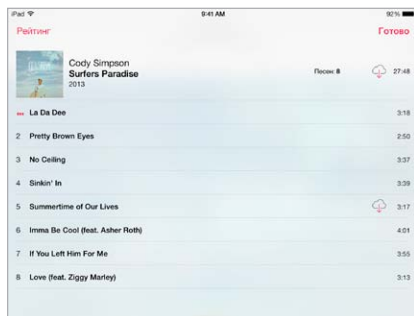 iPad 9:41 AM 92%
Рейтинг Готово
Cody Simpson
Surfers Paradise Песен: 8 27:48
2013
La Da Dee 3:18
2 Pretty Brown Eyes 2:50
3 No Ceiling 3:37
4 Sinkin' In 3:39
5 Summertime of Our Lives 3:17
6 Imma Be Cool (feat. Asher Roth) 4:01
7 If You Left Him For Me 3:55
8 Love (feat. Ziggy Marley) 3:13